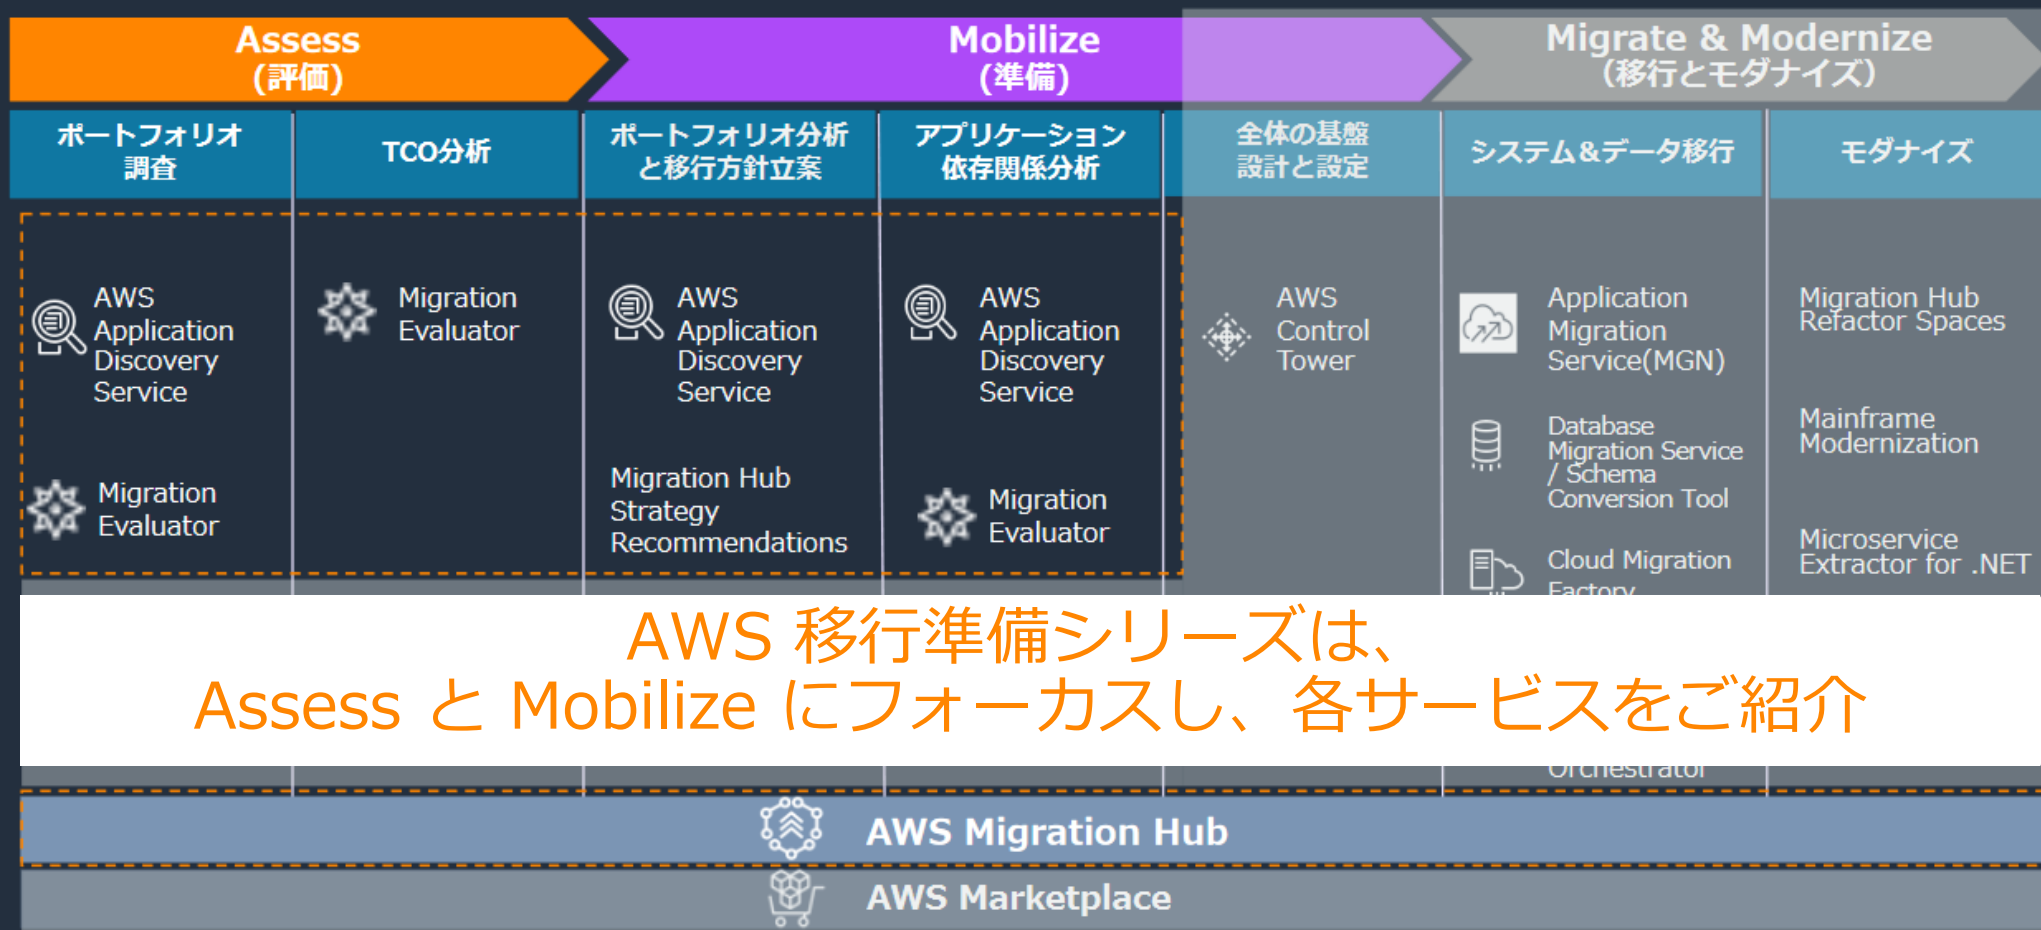 Assess
(評価)
Mobilize
(準備)
Migrate & Modernize
(移行とモダナイズ)
ポートフォリオ
調査
TCO分析
ポートフォリオ分析
と移行方針立案
アプリケーション
依存関係分析
全体の基盤
設計と設定
システム&データ移行
モダナイズ
AWS
Application
Discovery
Service
Migration
Evaluator
Migration
Evaluator
AWS
Application
Discovery
Service
Migration Hub
Strategy
Recommendations
AWS
Application
Discovery
Service
Migration
Evaluator
AWS
Control
Tower
Application
Migration
Service(MGN)
Database
Migration Service
/ Schema
Conversion Tool
Cloud Migration
Factory
Orchestrator
Migration Hub
Refactor Spaces
Mainframe
Modernization
Microservice
Extractor for .NET
AWS 移行準備シリーズは、
Assess と Mobilize にフォーカスし、各サービスをご紹介
AWS Migration Hub
AWS Marketplace